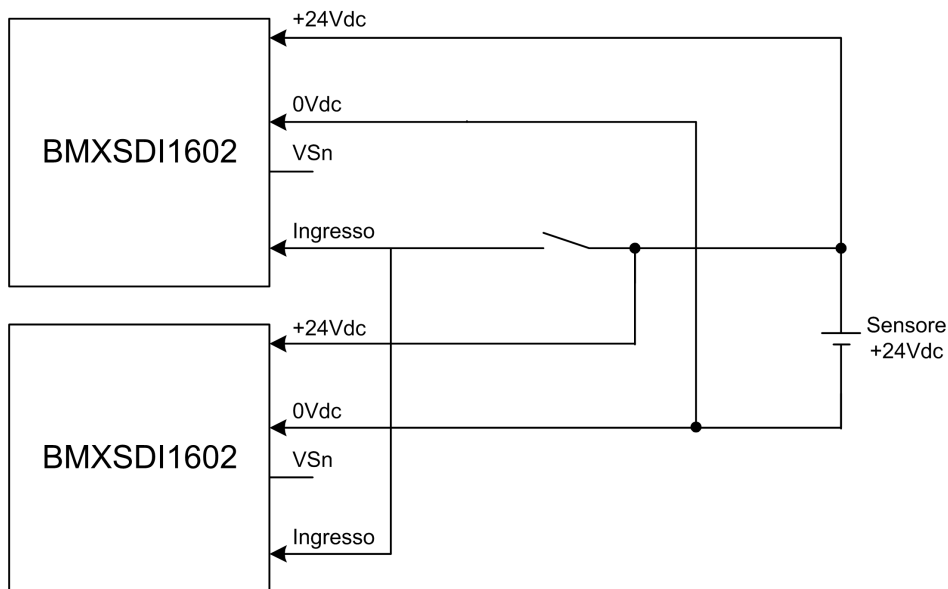 +24Vdc
0Vdc
BMXSDI1602
VSn
Ingresso
+24Vdc
Sensore
+24Vdc
0Vdc
BMXSDI1602
VSn
Ingresso